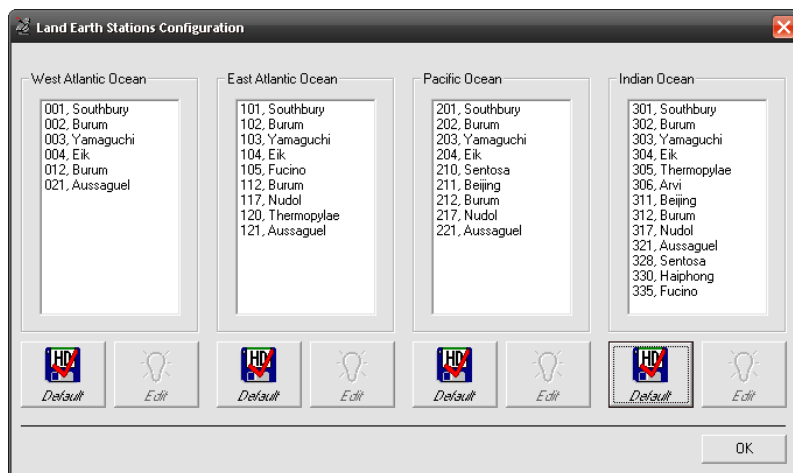 Land Earth Stations Configuration
West Atlantic Ocean
001, Southbury
002, Burum
003, Yamaguchi
004, Eik
012, Burum
021, Aussaguel
East Atlantic Ocean
101, Southbury
102, Burum
103, Yamaguchi
104, Eik
105, Fucino
112, Burum
117, Nudol
120, Thermopylae
121, Aussaguel
Pacific Ocean
201, Southbury
202, Burum
203, Yamaguchi
204, Eik
210, Sentosa
211, Beijing
212, Burum
217, Nudol
221, Aussaguel
Indian Ocean
301, Southbury
302, Burum
303, Yamaguchi
304, Eik
305, Thermopylae
306, Arvi
311, Beijing
312, Burum
317, Nudol
321, Aussaguel
328, Sentosa
330, Haiphong
335, Fucino
HD
Default
Edit
HD
Default
Edit
HD
Default
Edit
HD
Default
Edit
OK